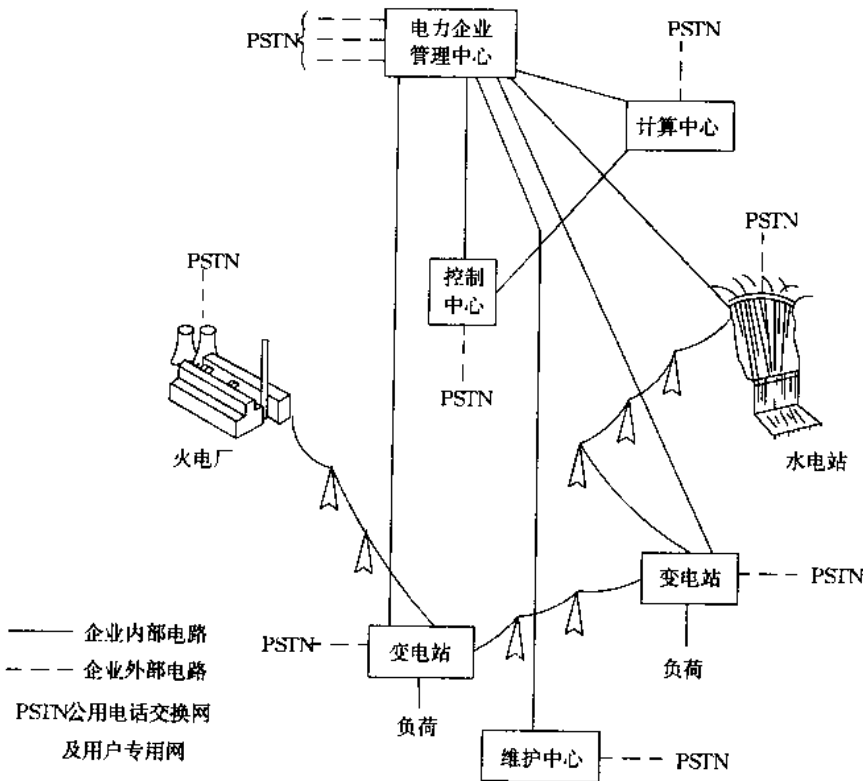 PSTN
电力企业
管理中心
PSTN
计算中心
PSTN
PSTN
控制
中心
PSTN
火电厂
水电站
变电站
PSTN
企业内部电路
PSTN
变电站
负荷
企业外部电路
PSTN公用电话交换网
负荷
及用户专用网
维护中心
PSTN